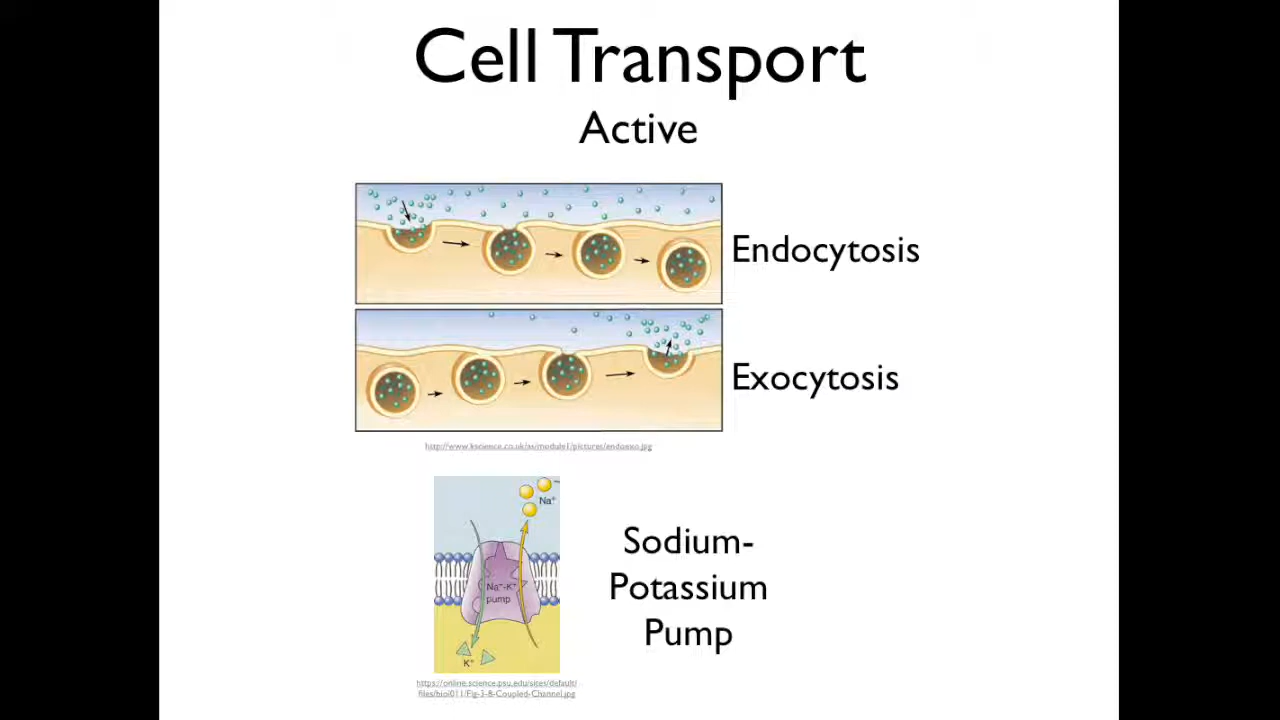 Cell Transport
Active
Endocytosis
Exocytosis
http://www.kscience.co.uk/as/module1/pictures/endoexo.jpg
Na⁺
Na⁺-K⁺
pump
K⁺
Sodium-
Potassium
Pump
https://online.science.psu.edu/sites/default/
files/biol011/Fig-3-8-Coupled-Channel.jpg